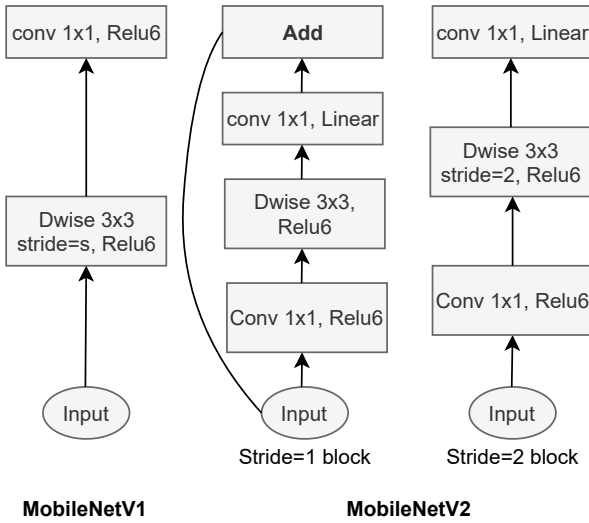 conv 1x1, Relu6
Dwise 3x3
stride=s, Relu6
Input
MobileNetV1
Add
conv 1x1, Linear
Dwise 3x3,
Relu6
Conv 1x1, Relu6
Input
Stride=1 block
conv 1x1, Linear
Dwise 3x3
stride=2, Relu6
Conv 1x1, Relu6
Input
Stride=2 block
MobileNetV2